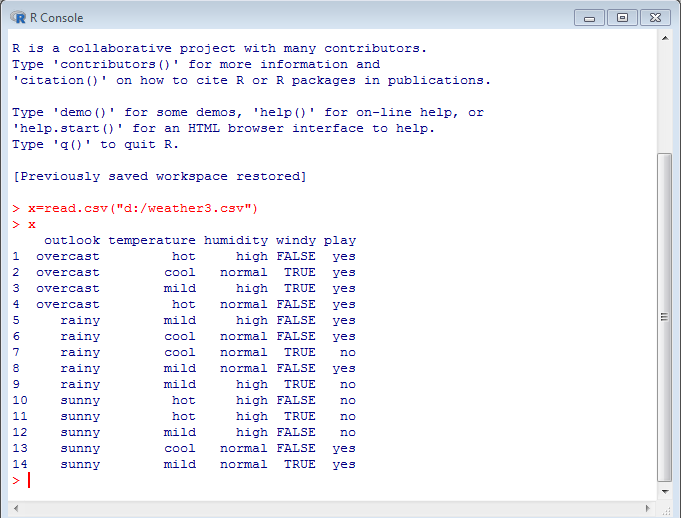 R Console
R is a collaborative project with many contributors.
Type 'contributors()' for more information and
'citation()' on how to cite R or R packages in publications.
Type 'demo()' for some demos, 'help()' for on-line help, or
'help.start()' for an HTML browser interface to help.
Type 'q()' to quit R.
[Previously saved workspace restored]
> x=read.csv("d:/weather3.csv")
> x
outlook temperature humidity windy play
1 overcast hot high FALSE yes
2 overcast cool normal TRUE yes
3 overcast mild high TRUE yes
4 overcast hot normal FALSE yes
5 rainy mild high FALSE yes
6 rainy cool normal FALSE yes
7 rainy cool normal TRUE no
8 rainy mild normal FALSE yes
9 rainy mild high TRUE no
10 sunny hot high FALSE no
11 sunny hot high TRUE no
12 sunny mild high FALSE no
13 sunny cool normal FALSE yes
14 sunny mild normal TRUE yes
>